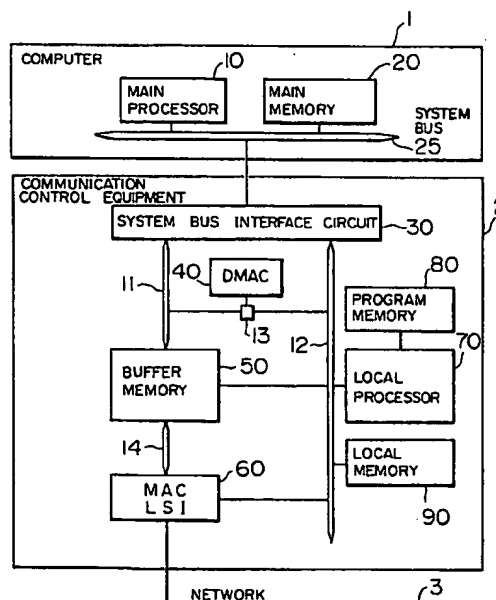 1
COMPUTER
10
20
MAIN
PROCESSOR
MAIN
MEMORY
SYSTEM
BUS
25
COMMUNICATION
CONTROL EQUIPMENT
2
SYSTEM BUS INTERFACE CIRCUIT
30
40
DMAC
11
13
12
80
PROGRAM
MEMORY
70
BUFFER
MEMORY
50
LOCAL
PROCESSOR
14
60
MAC
LSI
LOCAL
MEMORY
90
NETWORK
3